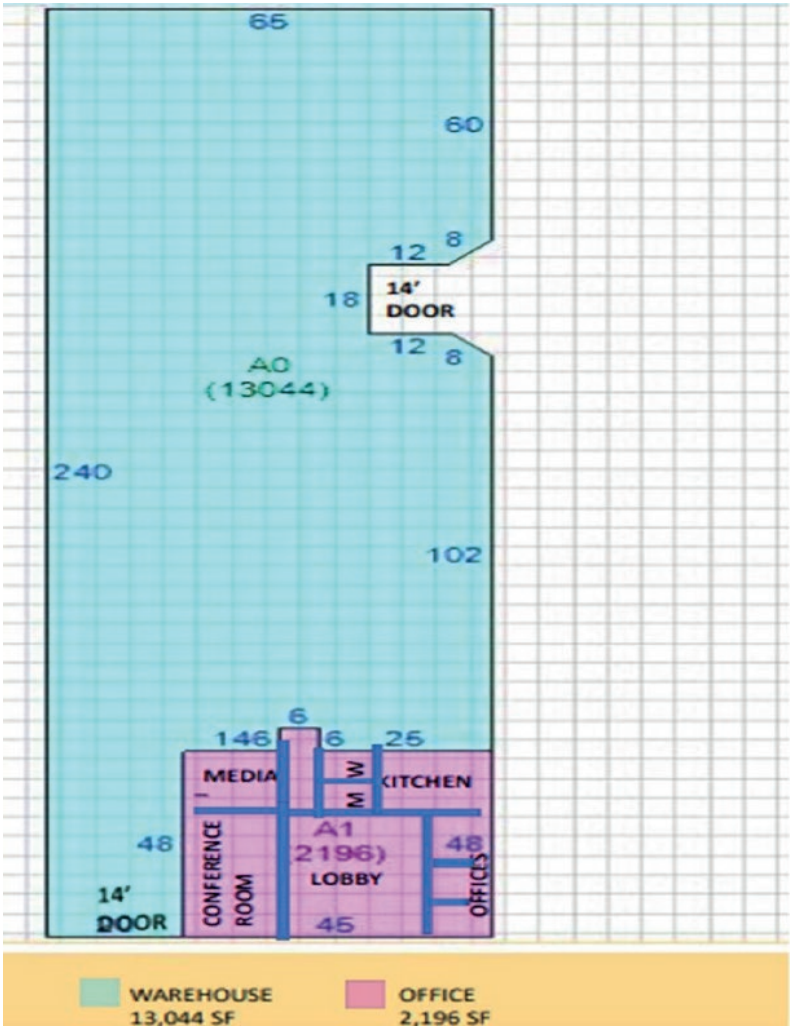 65
60
8
12
14'
DOOR
18
12
8
A0
(13044)
240
102
6
146 6 25
MEDIA
W
M
KITCHEN
A1
(2196)
48
48
CONFERENCE
ROOM
LOBBY
OFFICES
14'
DOOR
45
WAREHOUSE
13,044 SF
OFFICE
2,196 SF